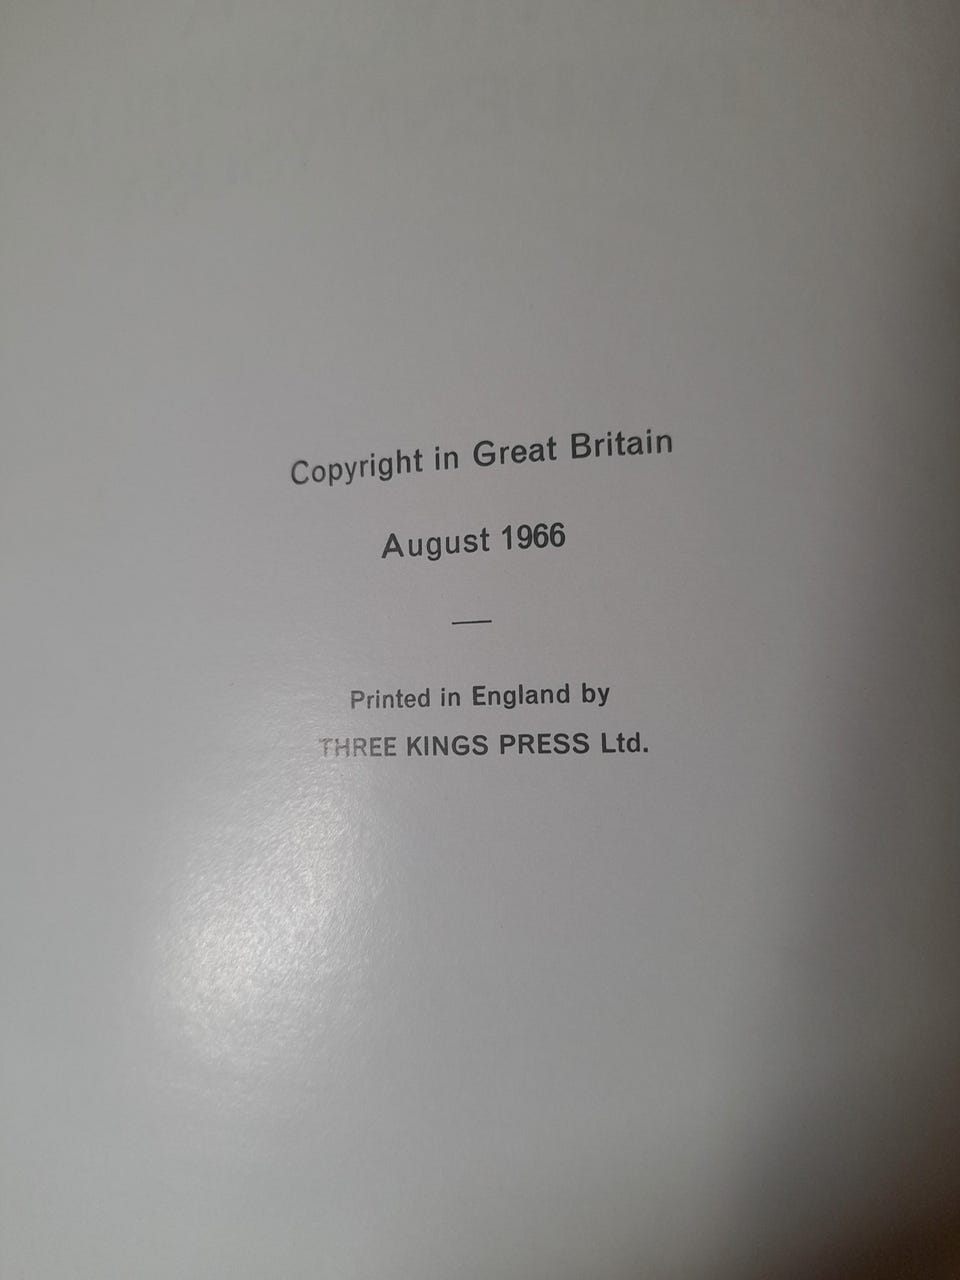 Copyright in Great Britain
August 1966
Printed in England by
THREE KINGS PRESS Ltd.